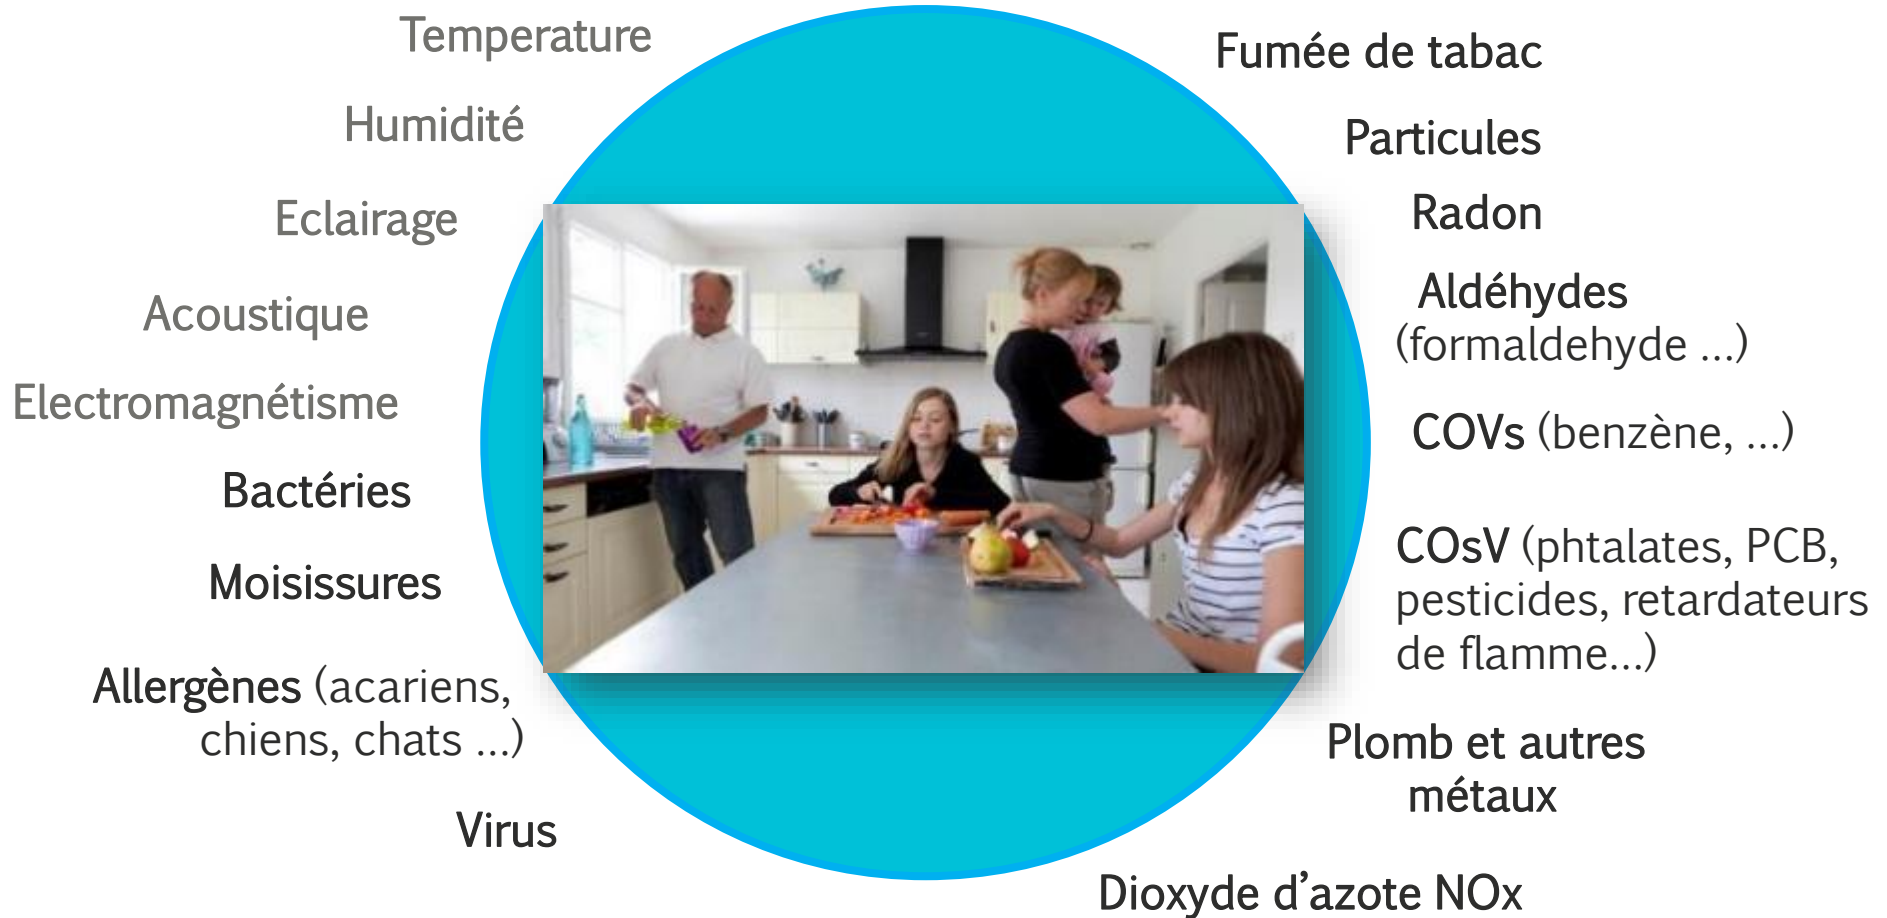 Temperature
Humidité
Eclairage
Acoustique
Electromagnétisme
Bactéries
Moisissures
Allergènes (acariens,
chiens, chats ...)
Virus
Fumée de tabac
Particules
Radon
Aldéhydes
(formaldehyde ...)
COVs (benzène, ...)
COsV (phtalates, PCB,
pesticides, retardateurs
de flamme...)
Plomb et autres
métaux
Dioxyde d’azote NOx